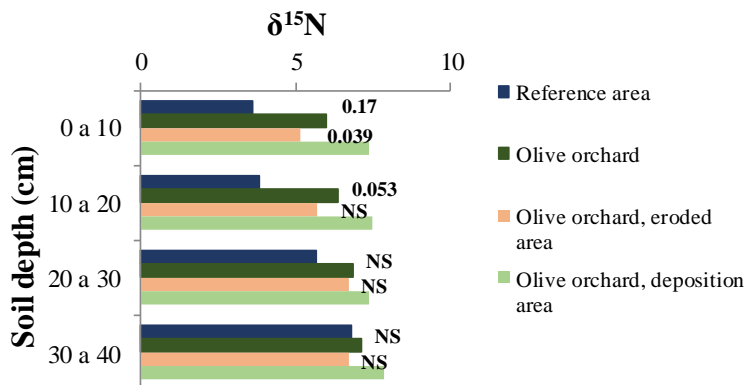 δ¹⁵N
0 5 10
Soil depth (cm)
0 a 10
10 a 20
20 a 30
30 a 40
0.17
0.039
0.053
NS
NS
NS
NS
NS
Reference area
Olive orchard
Olive orchard, eroded
area
Olive orchard, deposition
area